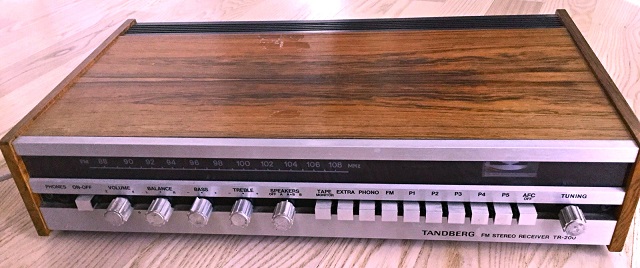 FM 88 90 92 94 96 98 100 102 104 106 108 MHz
PHONES ON-OFF VOLUME BALANCE BASS TREBLE SPEAKERS TAPE EXTRA PHONO FM P1 P2 P3 P4 P5 AFC TUNING
MONITOR OFF
TANDBERG FM STEREO RECEIVER TR-200